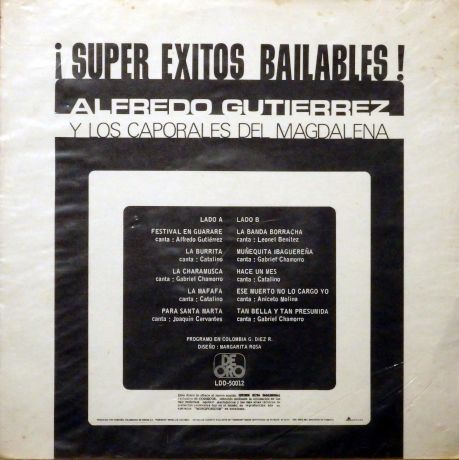 ¡SUPER EXITOS BAILABLES!
ALFREDO GUTIERREZ
Y LOS CAPORALES DEL MAGDALENA
LADO A
FESTIVAL EN GUARARE
canta : Alfredo Gutiérrez
LA BURRITA
canta : Catalino
LA CHARAMUSCA
canta : Gabriel Chamorro
LA MAFAFA
canta : Catalino
PARA SANTA MARTA
canta : Joaquin Cervantes
LADO B
LA BANDA BORRACHA
canta : Leonel Benítez
MUÑEQUITA IBAGUEREÑA
canta : Gabriel Chamorro
HACE UN MES
canta : Catalino
ESE MUERTO NO LO CARGO YO
canta : Aniceto Molina
TAN BELLA Y TAN PRESUMIDA
canta : Gabriel Chamorro
PROGRAMO EN COLOMBIA G. DIEZ R.
DISEÑO : MARGARITA ROSA
DE ORO
LDD-50012